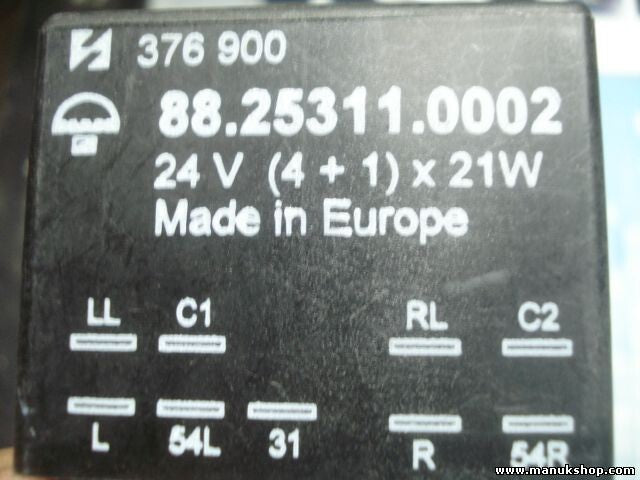 376 900
88.25311.0002
24 V (4 + 1) x 21W
Made in Europe
LL C1 RL C2
L 54L 31 R 54R
www.manukshop.com